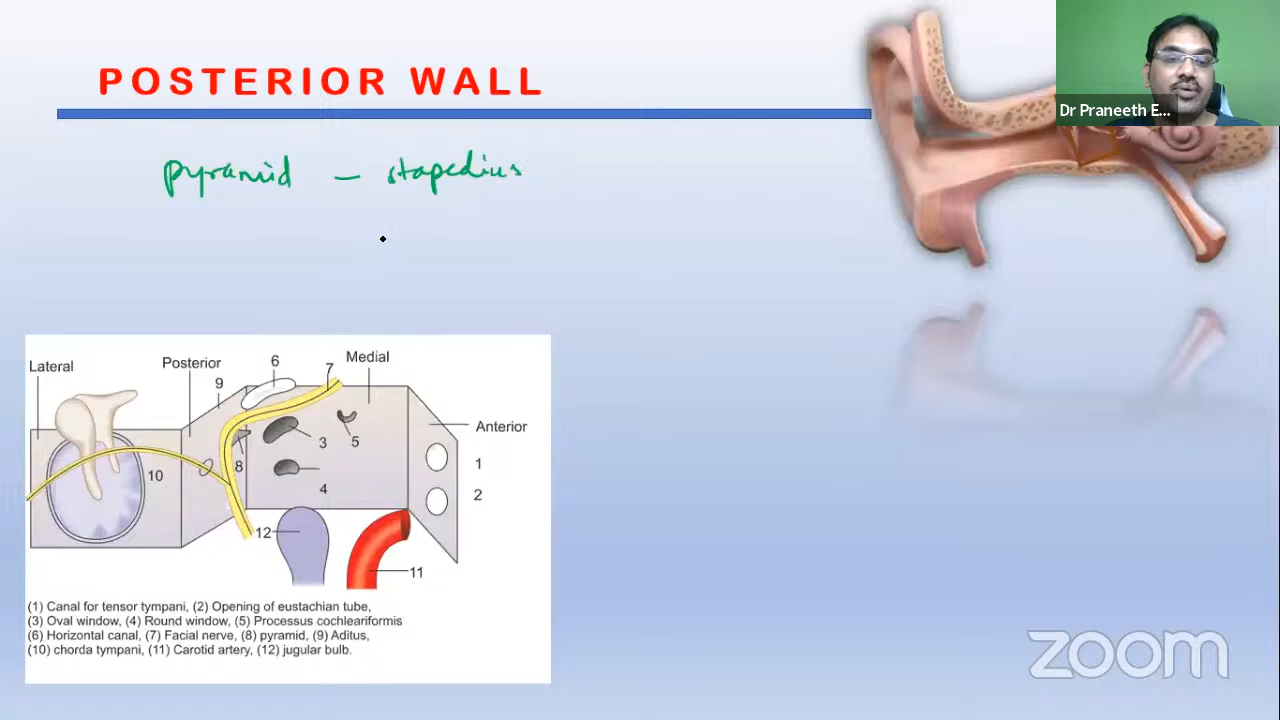 POSTERIOR WALL
Dr Praneeth E...
pyramid - stapedius
Lateral
Posterior
Medial
Anterior
6
7
9
3
5
8
10
4
1
2
12
11
(1) Canal for tensor tympani, (2) Opening of eustachian tube,
(3) Oval window, (4) Round window, (5) Processus cochleariformis
(6) Horizontal canal, (7) Facial nerve, (8) pyramid, (9) Aditus,
(10) chorda tympani, (11) Carotid artery, (12) jugular bulb.
zoom